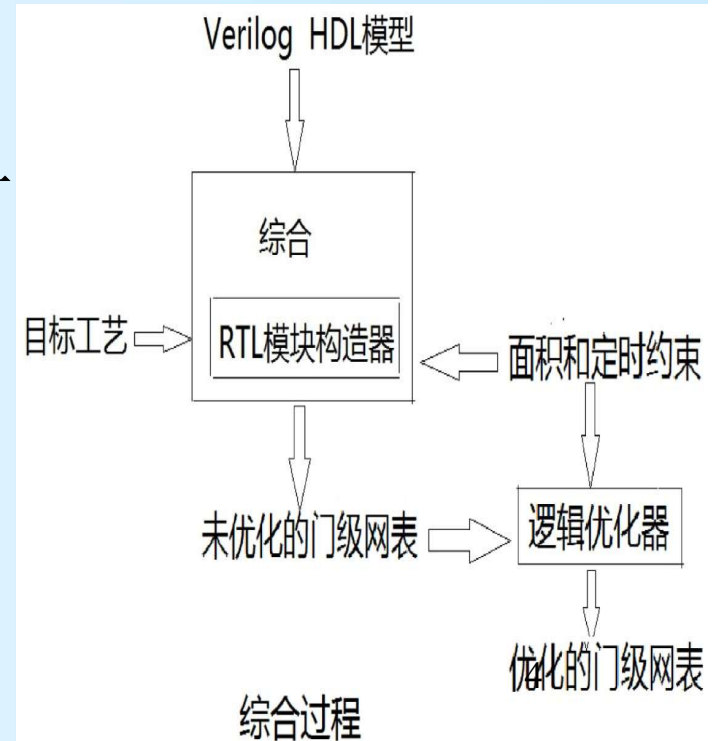 Verilog HDL模型
综合
目标工艺
RTL模块构造器
面积和定时约束
未优化的门级网表
逻辑优化器
优化的门级网表
综合过程